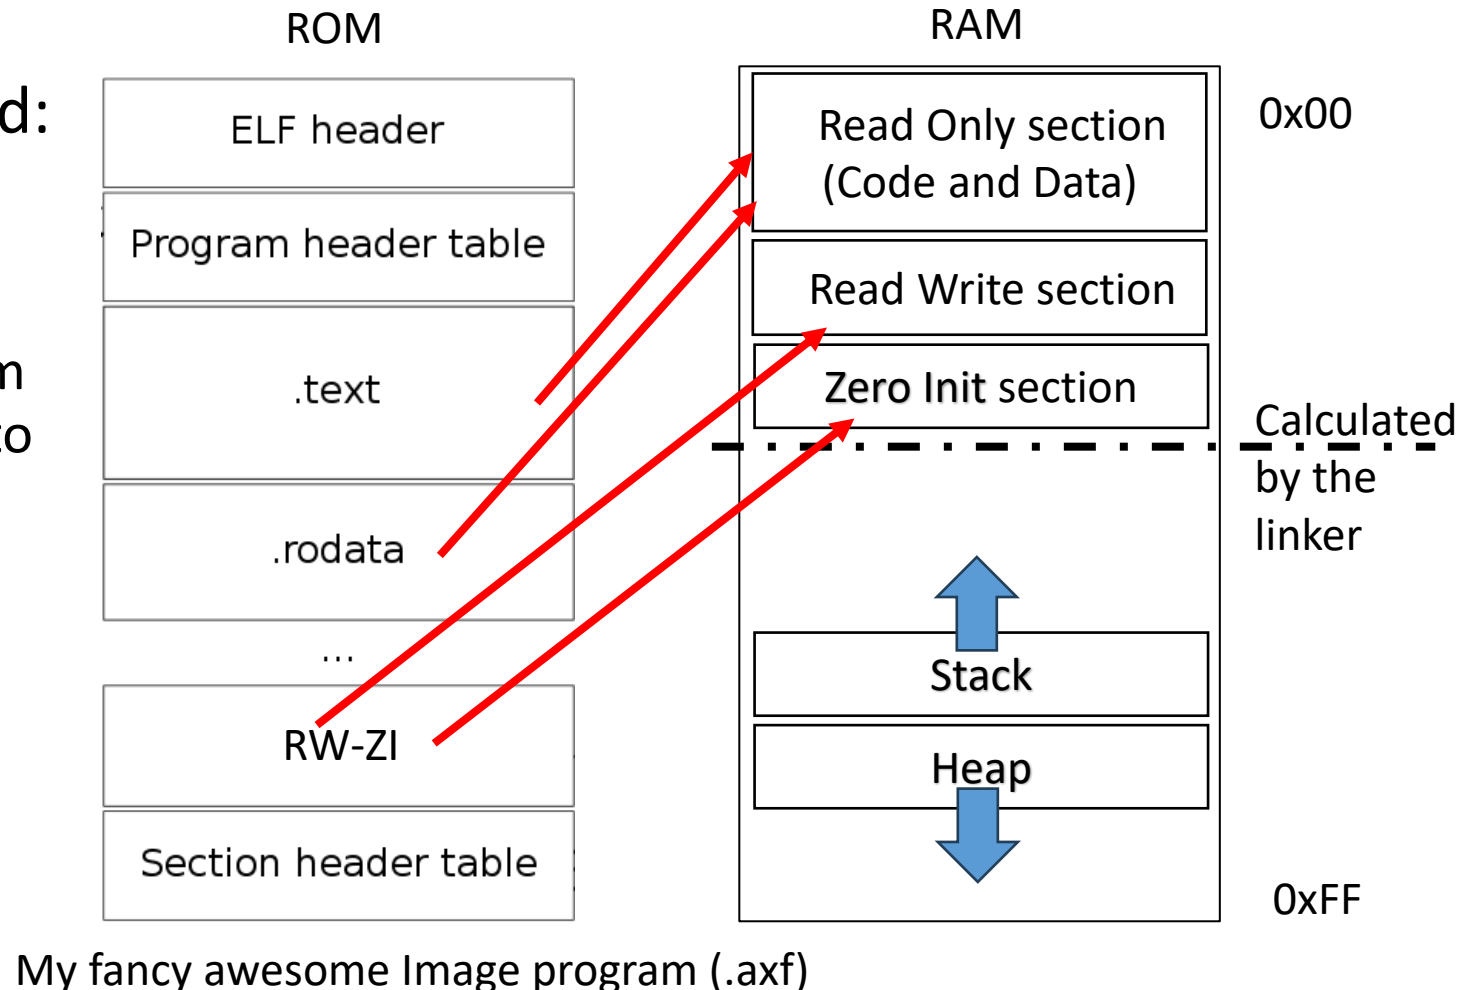 ROM
RAM
d:
m
to
ELF header
Program header table
.text
.rodata
...
RW-ZI
Section header table
Read Only section
(Code and Data)
Read Write section
Zero Init section
Stack
Heap
0x00
Calculated
by the
linker
0xFF
My fancy awesome Image program (.axf)